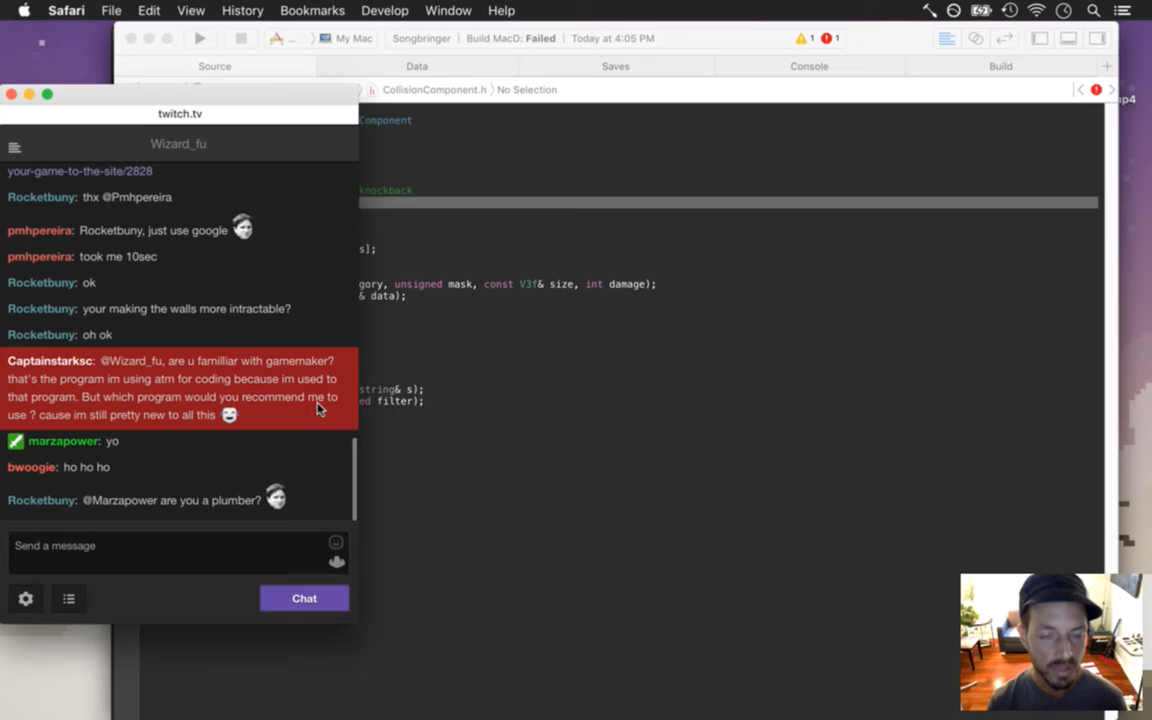 Safari File Edit View History Bookmarks Develop Window Help
... My Mac Songbringer Build MacD: Failed Today at 4:05 PM 1 1
Source Data Saves Console Build
CollisionComponent.h No Selection
mp4
twitch.tv
Wizard_fu
Component
your-game-to-the-site/2828
knockback
Rocketbuny: thx @Pmhpereira
pmhpereira: Rocketbuny, just use google
s];
pmhpereira: took me 10sec
Rocketbuny: ok
gory, unsigned mask, const V3f& size, int damage);
& data);
Rocketbuny: your making the walls more intractable?
Rocketbuny: oh ok
Captainstarksc: @Wizard_fu, are u familliar with gamemaker?
that's the program im using atm for coding because im used to
that program. But which program would you recommend me to
use ? cause im still pretty new to all this
string& s);
ed filter);
marzapower: yo
bwoogie: ho ho ho
Rocketbuny: @Marzapower are you a plumber?
Send a message
Chat